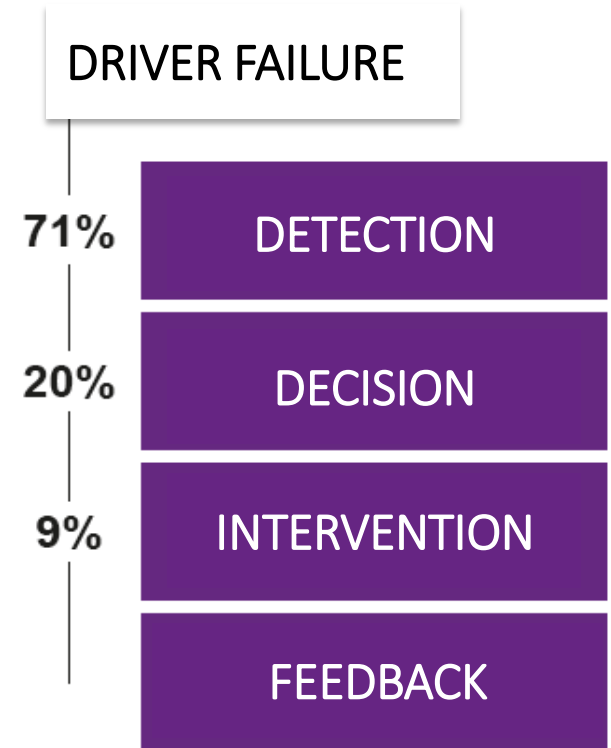 DRIVER FAILURE
71% DETECTION
20% DECISION
9% INTERVENTION
FEEDBACK